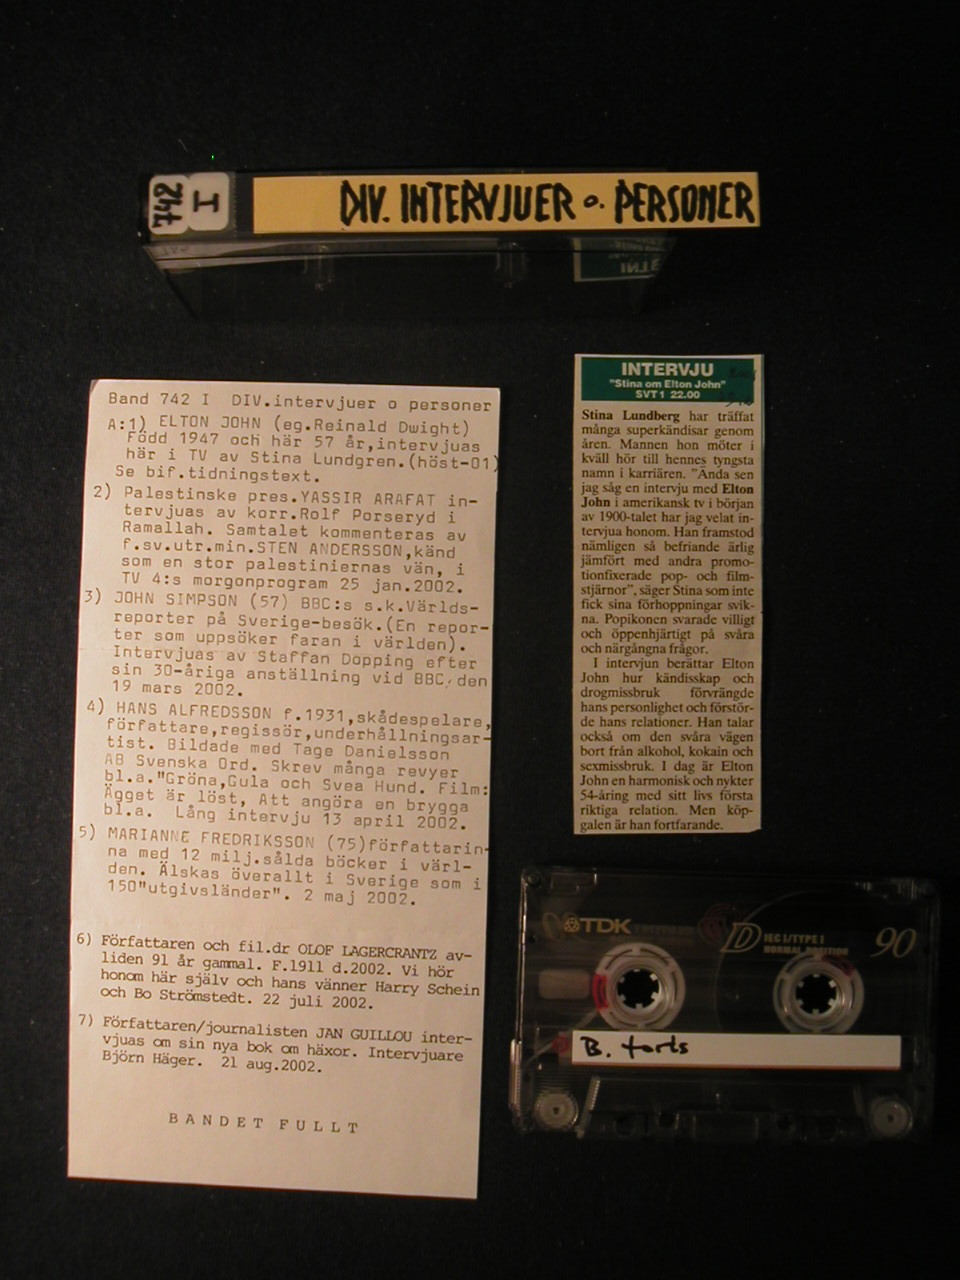 742
I
DIV. INTERVJUER o. PERSONER
Band 742 I DIV.intervjuer o personer
A:1) ELTON JOHN (eg.Reinald Dwight)
Född 1947 och här 57 år,intervjuas
här i TV av Stina Lundgren.(höst-01)
Se bif.tidningstext.
2) Palestinske pres.YASSIR ARAFAT in-
tervjuas av korr.Rolf Porseryd i
Ramallah. Samtalet kommenteras av
f.sv.utr.min.STEN ANDERSSON,känd
som en stor palestiniernas vän, i
TV 4:s morgonprogram 25 jan.2002.
3) JOHN SIMPSON (57) BBC:s s.k.Världs-
reporter på Sverige-besök.(En repor-
ter som uppsöker faran i världen).
Intervjuas av Staffan Dopping efter
sin 30-åriga anställning vid BBC, den
19 mars 2002.
4) HANS ALFREDSSON f.1931,skådespelare,
författare,regissör,underhållningsar-
tist. Bildade med Tage Danielsson
AB Svenska Ord. Skrev många revyer
bl.a."Gröna,Gula och Svea Hund. Film:
Ägget är löst, Att angöra en brygga
bl.a. Lång intervju 13 april 2002.
5) MARIANNE FREDRIKSSON (75)författarin-
na med 12 milj.sålda böcker i värl-
den. Älskas överallt i Sverige som i
150"utgivsländer". 2 maj 2002.
6) Författaren och fil.dr OLOF LAGERCRANTZ av-
liden 91 år gammal. F.1911 d.2002. Vi hör
honom här själv och hans vänner Harry Schein
och Bo Strömstedt. 22 juli 2002.
7) Författaren/journalisten JAN GUILLOU inter-
vjuas om sin nya bok om häxor. Intervjuare
Björn Häger. 21 aug.2002.
BANDET FULLT
INTERVJU
"Stina om Elton John"
SVT1 22.00
Stina Lundberg har träffat
många superkändisar genom
åren. Mannen hon möter i
kväll hör till hennes tyngsta
namn i karriären. "Ända sen
jag såg en intervju med Elton
John i amerikansk tv i början
av 1900-talet har jag velat in-
tervjua honom. Han framstod
nämligen så befriande ärlig
jämfört med andra promo-
tionfixerade pop- och film-
stjärnor", säger Stina som inte
fick sina förhoppningar svik-
na. Popikonen svarade villigt
och öppenhjärtigt på svåra
och närgångna frågor.
I intervjun berättar Elton
John hur kändisskap och
drogmissbruk förvrängde
hans personlighet och förstör-
de hans relationer. Han talar
också om den svåra vägen
bort från alkohol, kokain och
sexmissbruk. I dag är Elton
John en harmonisk och nykter
54-åring med sitt livs första
riktiga relation. Men köp-
galen är han fortfarande.
TDK
D
IEC I/TYPE I
NORMAL POSITION
90
B. forts